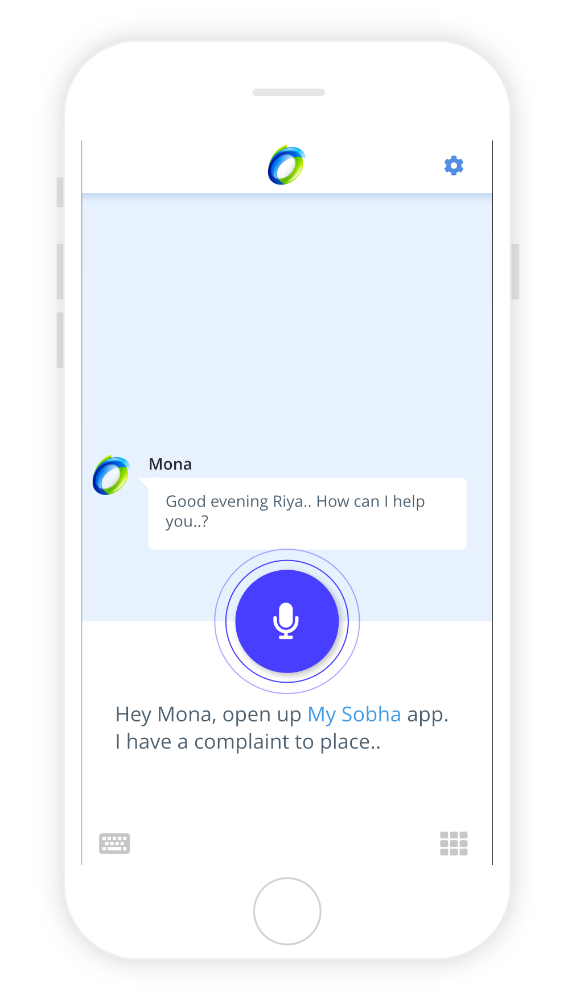 Mona
Good evening Riya.. How can I help
you..?
Hey Mona, open up My Sobha app.
I have a complaint to place..